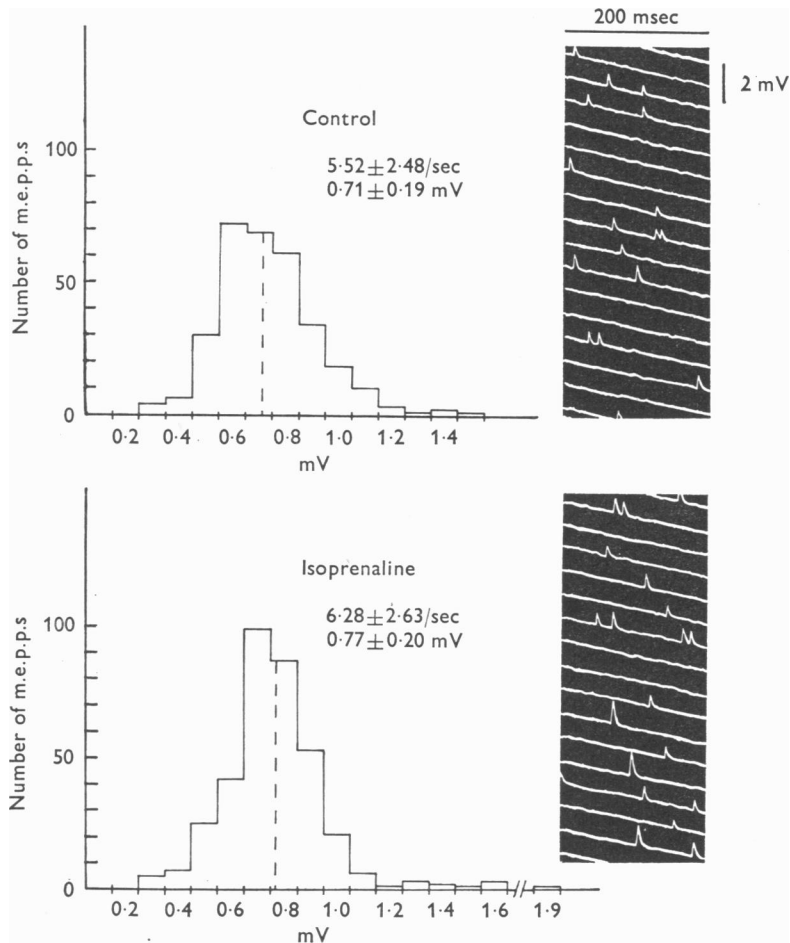 200 msec
2 mV
Control
5·52±2·48/sec
0·71±0·19 mV
Number of m.e.p.p.s
100
50
0
0·2 0·4 0·6 0·8 1·0 1·2 1·4
mV
Isoprenaline
6·28±2·63/sec
0·77±0·20 mV
Number of m.e.p.p.s
100
50
0
0·2 0·4 0·6 0·8 1·0 1·2 1·4 1·6 1·9
mV